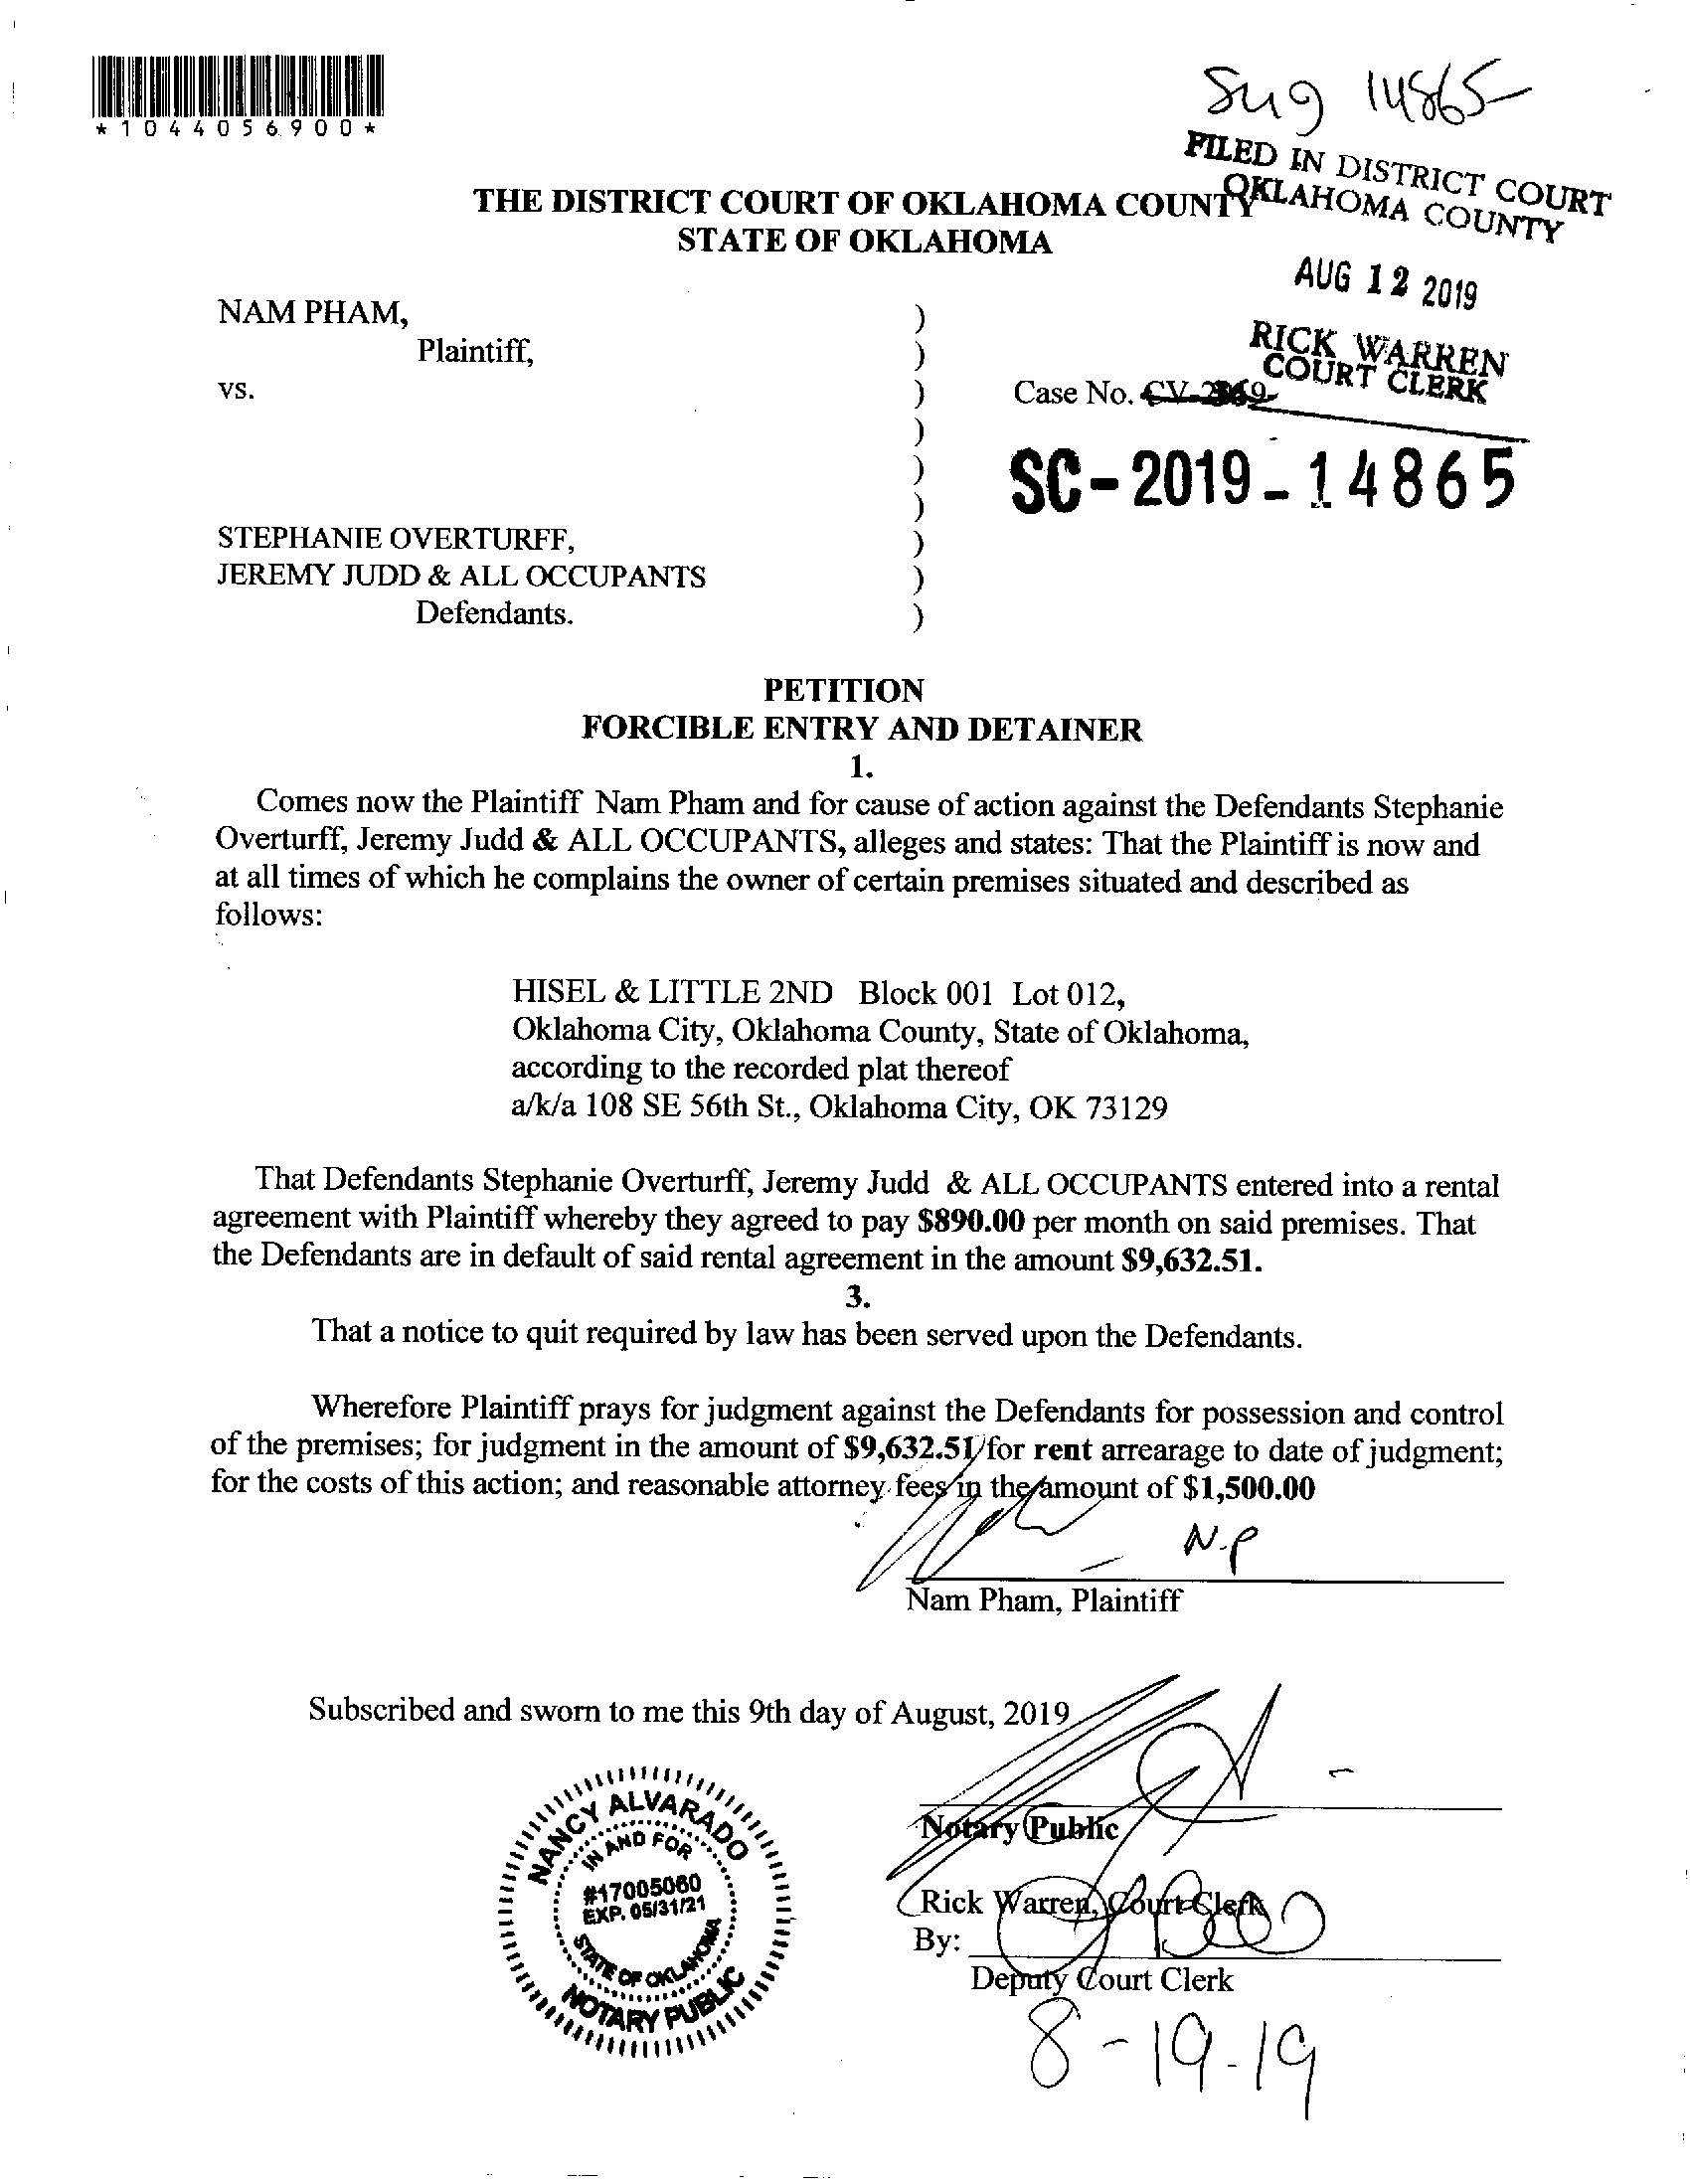 *1044056900*
14865
FILED IN DISTRICT COURT
OKLAHOMA COUNTY
THE DISTRICT COURT OF OKLAHOMA COUNTY
STATE OF OKLAHOMA
AUG 12 2019
RICK WARREN
COURT CLERK
NAM PHAM, )
Plaintiff, )
vs. ) Case No.
)
SC-2019-14865
)
)
STEPHANIE OVERTURFF, )
JEREMY JUDD & ALL OCCUPANTS )
Defendants. )
PETITION
FORCIBLE ENTRY AND DETAINER
1.
Comes now the Plaintiff Nam Pham and for cause of action against the Defendants Stephanie
Overturff, Jeremy Judd & ALL OCCUPANTS, alleges and states: That the Plaintiff is now and
at all times of which he complains the owner of certain premises situated and described as
follows:
HISEL & LITTLE 2ND Block 001 Lot 012,
Oklahoma City, Oklahoma County, State of Oklahoma,
according to the recorded plat thereof
a/k/a 108 SE 56th St., Oklahoma City, OK 73129
That Defendants Stephanie Overturff, Jeremy Judd & ALL OCCUPANTS entered into a rental
agreement with Plaintiff whereby they agreed to pay $890.00 per month on said premises. That
the Defendants are in default of said rental agreement in the amount $9,632.51.
3.
That a notice to quit required by law has been served upon the Defendants.
Wherefore Plaintiff prays for judgment against the Defendants for possession and control
of the premises; for judgment in the amount of $9,632.51 for rent arrearage to date of judgment;
for the costs of this action; and reasonable attorney fees in the amount of $1,500.00
N.P
Nam Pham, Plaintiff
Subscribed and sworn to me this 9th day of August, 2019
NANCY ALVARADO
IN AND FOR
#17005060
EXP. 05/31/21
STATE OF OKLAHOMA
NOTARY PUBLIC
Notary Public
Rick Warren, Court Clerk
By:
Deputy Court Clerk
8-19-19